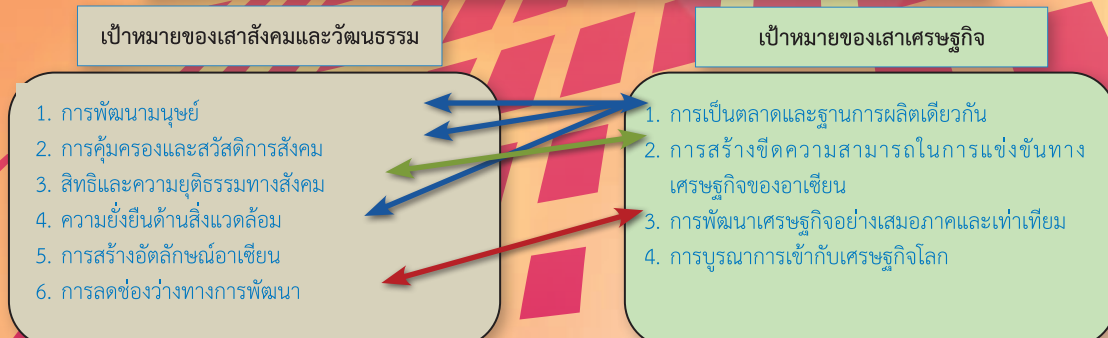 เป้าหมายของเสาสังคมและวัฒนธรรม
1. การพัฒนามนุษย์
2. การคุ้มครองและสวัสดิการสังคม
3. สิทธิและความยุติธรรมทางสังคม
4. ความยั่งยืนด้านสิ่งแวดล้อม
5. การสร้างอัตลักษณ์อาเซียน
6. การลดช่องว่างทางการพัฒนา
เป้าหมายของเสาเศรษฐกิจ
1. การเป็นตลาดและฐานการผลิตเดียวกัน
2. การสร้างขีดความสามารถในการแข่งขันทาง
เศรษฐกิจของอาเซียน
3. การพัฒนาเศรษฐกิจอย่างเสมอภาคและเท่าเทียม
4. การบูรณาการเข้ากับเศรษฐกิจโลก